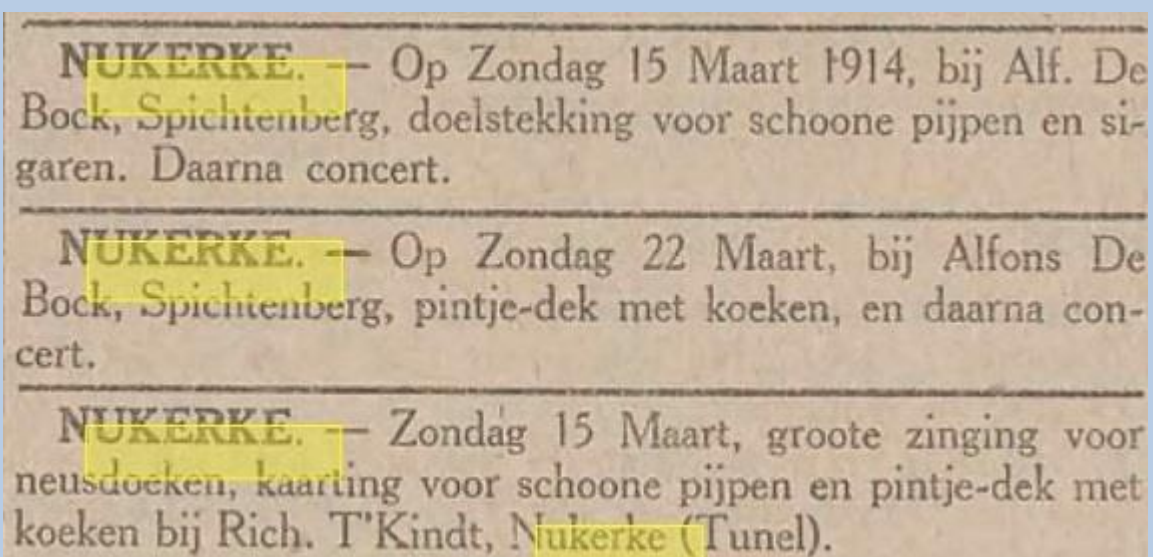 NUKERKE. — Op Zondag 15 Maart 1914, bij Alf. De
Bock, Spichtenberg, doelstekking voor schoone pijpen en si-
garen. Daarna concert.
NUKERKE. — Op Zondag 22 Maart, bij Alfons De
Bock, Spichtenberg, pintje-dek met koeken, en daarna con-
cert.
NUKERKE. — Zondag 15 Maart, groote zinging voor
neusdoeken, kaarting voor schoone pijpen en pintje-dek met
koeken bij Rich. T'Kindt, Nukerke (Tunel).